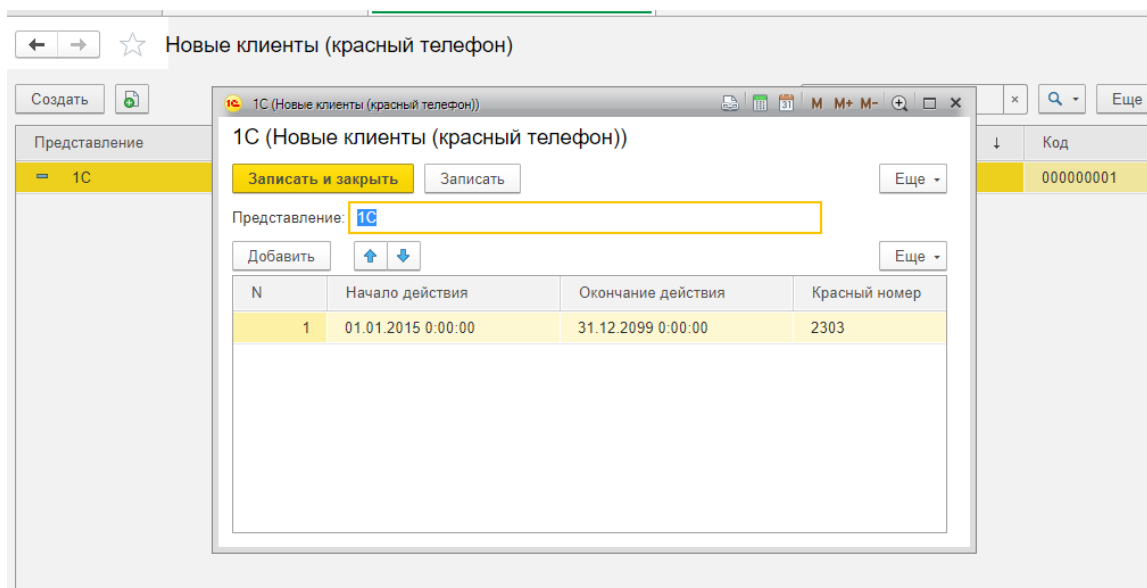 Новые клиенты (красный телефон)
Создать
Еще
1С (Новые клиенты (красный телефон))
31
M M+ M-
Представление
Код
1С (Новые клиенты (красный телефон))
1С
000000001
Записать и закрыть
Записать
Еще
Представление: 1С
Добавить
Еще
N Начало действия Окончание действия Красный номер
1 01.01.2015 0:00:00 31.12.2099 0:00:00 2303